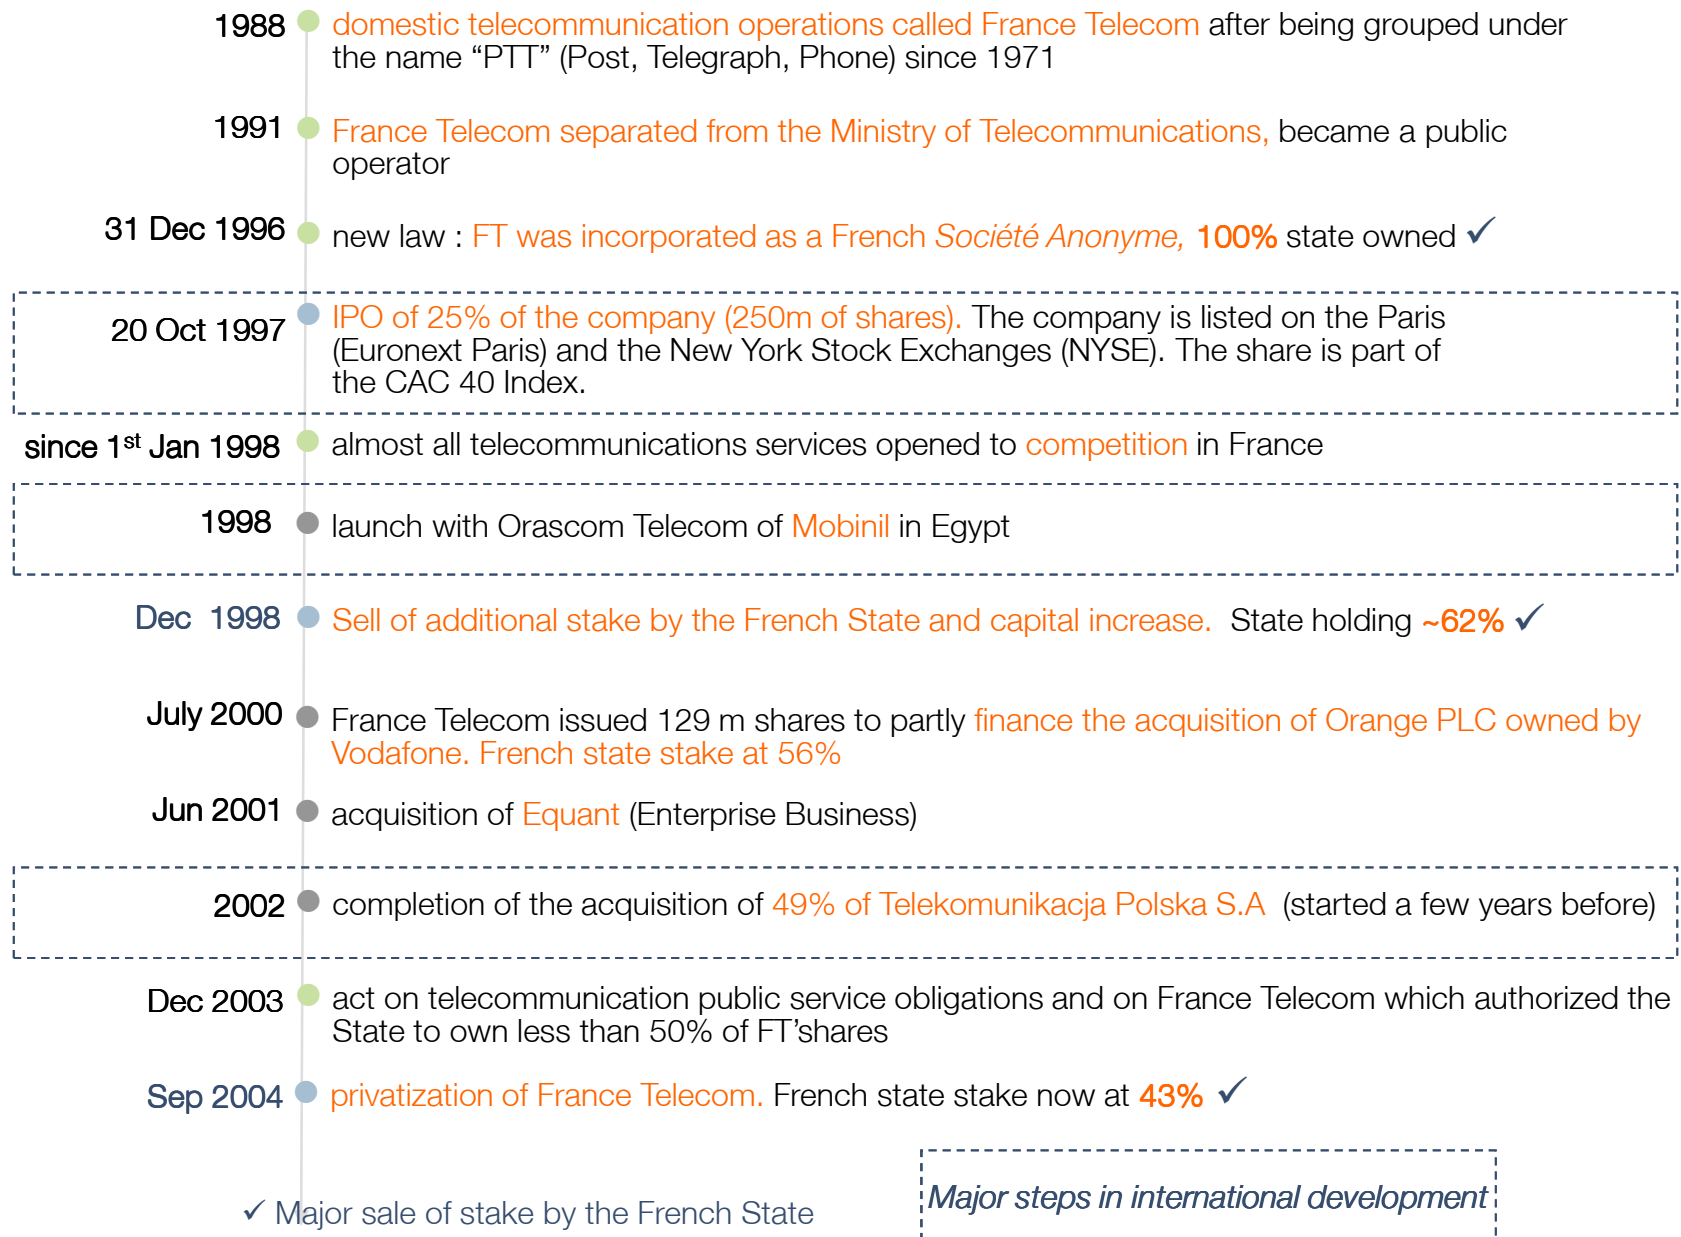 1988 domestic telecommunication operations called France Telecom after being grouped under
the name “PTT” (Post, Telegraph, Phone) since 1971
1991 France Telecom separated from the Ministry of Telecommunications, became a public
operator
31 Dec 1996 new law : FT was incorporated as a French Société Anonyme, 100% state owned ✓
20 Oct 1997 IPO of 25% of the company (250m of shares). The company is listed on the Paris
(Euronext Paris) and the New York Stock Exchanges (NYSE). The share is part of
the CAC 40 Index.
since 1st Jan 1998 almost all telecommunications services opened to competition in France
1998 launch with Orascom Telecom of Mobinil in Egypt
Dec 1998 Sell of additional stake by the French State and capital increase. State holding ~62% ✓
July 2000 France Telecom issued 129 m shares to partly finance the acquisition of Orange PLC owned by
Vodafone. French state stake at 56%
Jun 2001 acquisition of Equant (Enterprise Business)
2002 completion of the acquisition of 49% of Telekomunikacja Polska S.A (started a few years before)
Dec 2003 act on telecommunication public service obligations and on France Telecom which authorized the
State to own less than 50% of FT’shares
Sep 2004 privatization of France Telecom. French state stake now at 43% ✓
Major steps in international development
✓ Major sale of stake by the French State